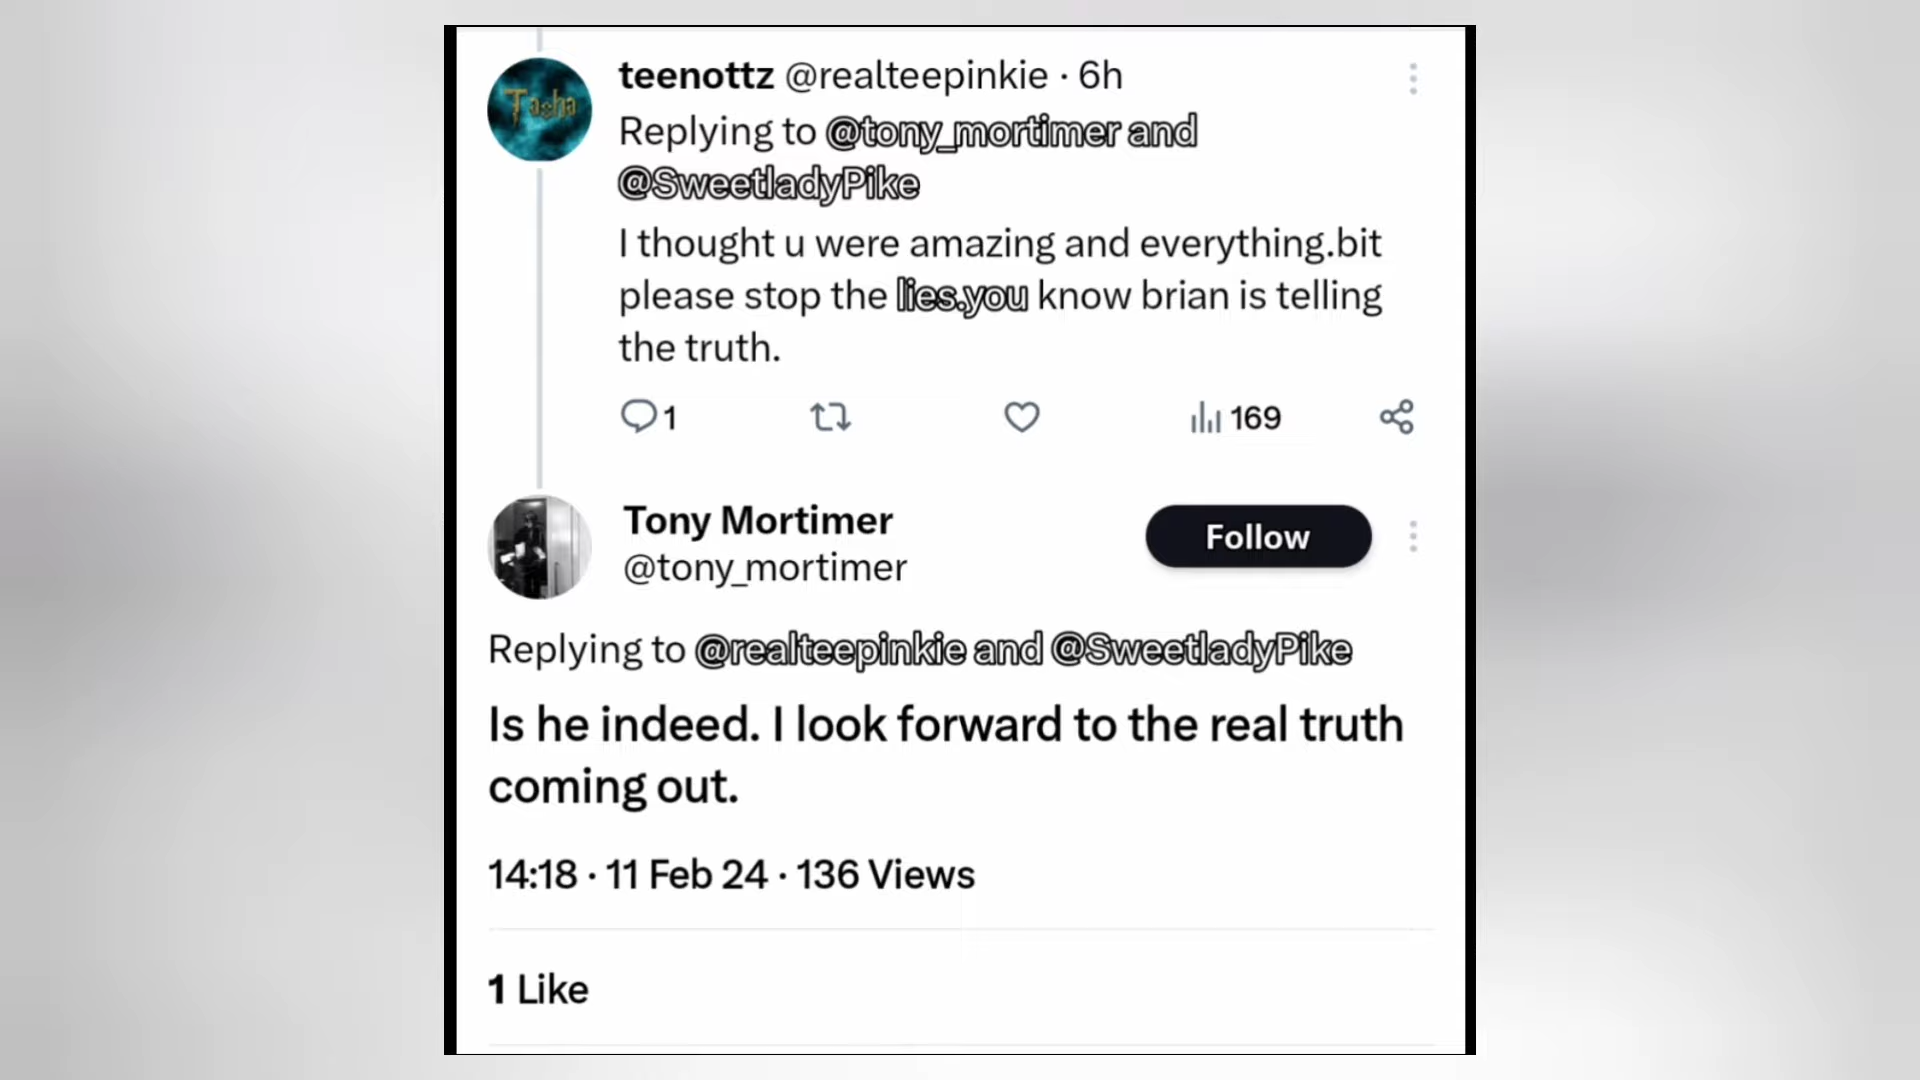 teenottz @realteepinkie · 6h
Replying to @tony_mortimer and
@SweetladyPike
I thought u were amazing and everything.bit
please stop the lies.you know brian is telling
the truth.
1 169
Tasha
Tony Mortimer
@tony_mortimer
Follow
Replying to @realteepinkie and @SweetladyPike
Is he indeed. I look forward to the real truth
coming out.
14:18 · 11 Feb 24 · 136 Views
1 Like